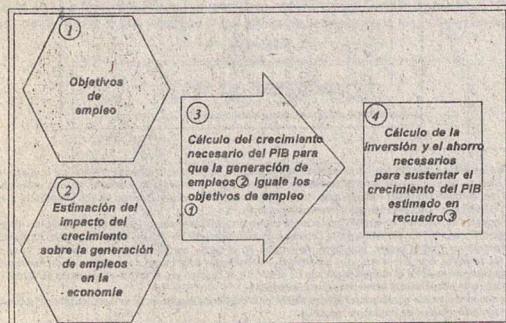 ①
Objetivos
de
empleo
②
Estimación del
impacto del
crecimiento
sobre la generación
de empleos
en la
economía
③
Cálculo del crecimiento
necesario del PIB para
que la generación de
empleos② iguale los
objetivos de empleo
①
④
Cálculo de la
inversión y el ahorro
necesarios
para sustentar el
crecimiento del PIB
estimado en
recuadro③